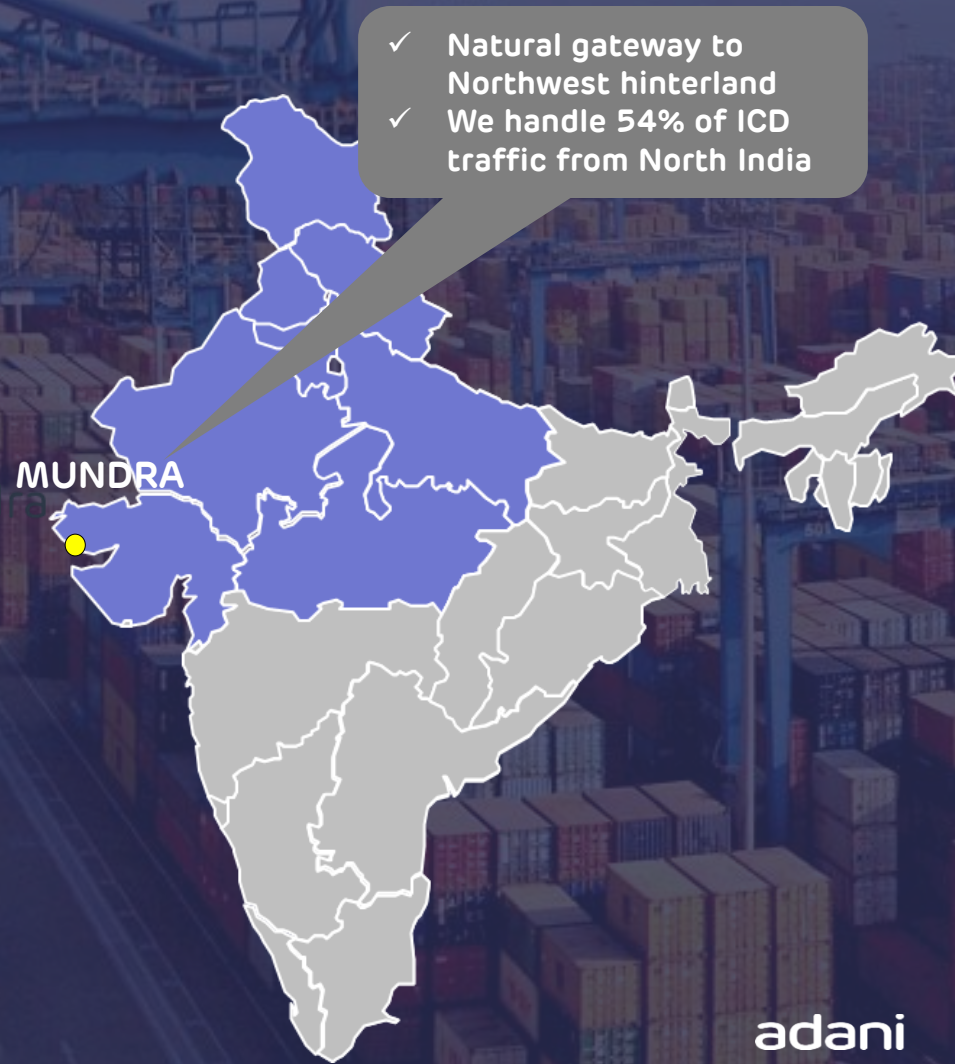 ✓ Natural gateway to
Northwest hinterland
✓ We handle 54% of ICD
traffic from North India
MUNDRA
adani